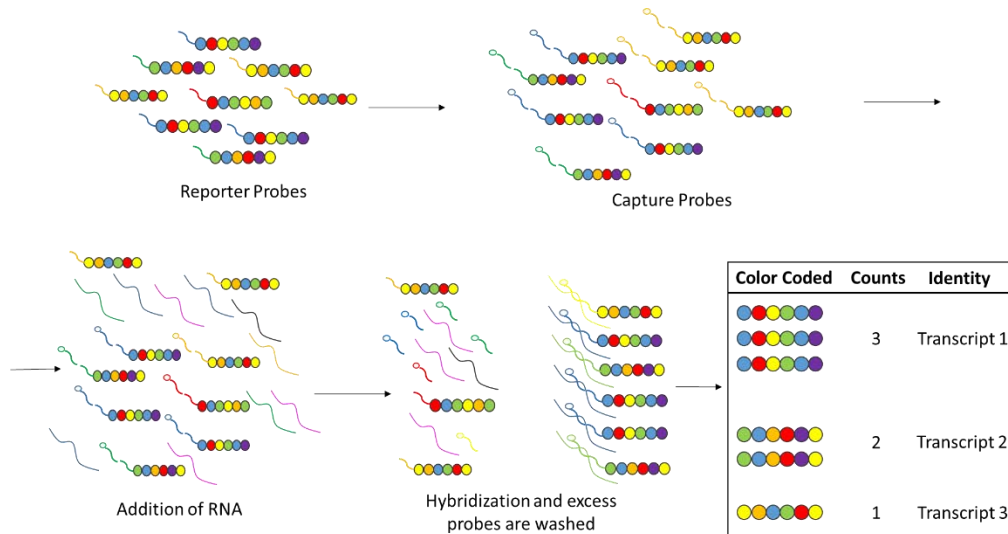 Reporter Probes
Capture Probes
Addition of RNA
Hybridization and excess
probes are washed
Color Coded Counts Identity
3 Transcript 1
2 Transcript 2
1 Transcript 3